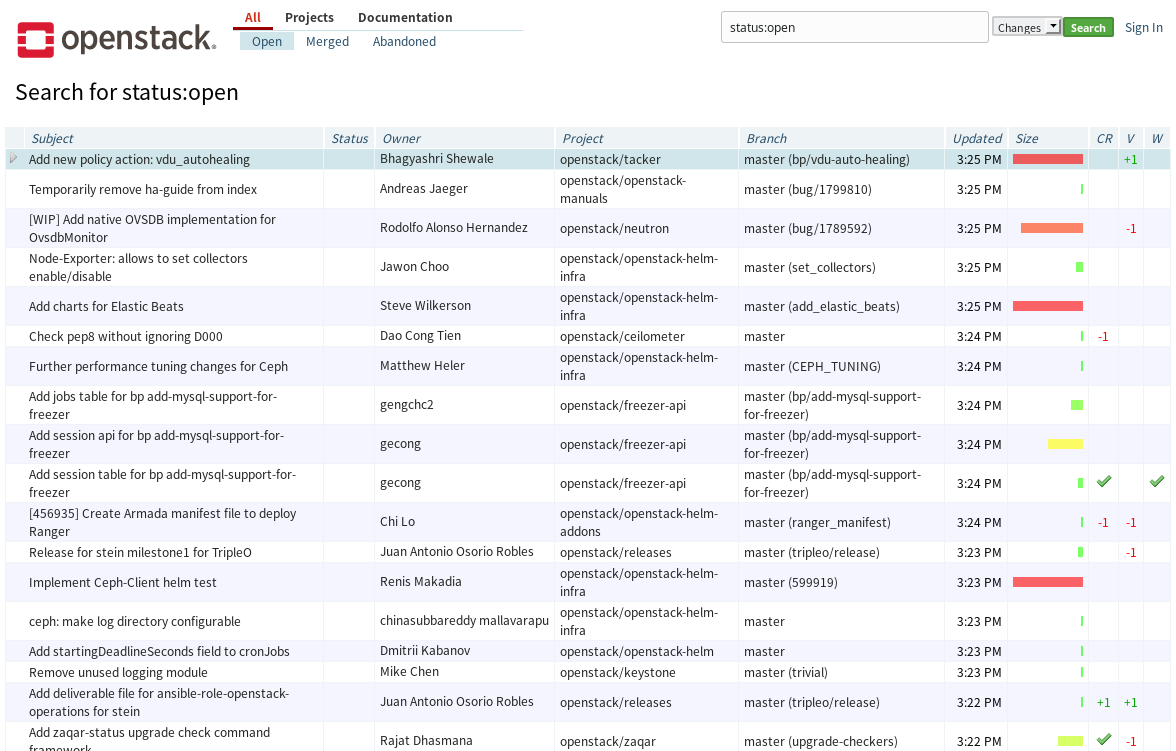 All Projects Documentation
openstack.
Open Merged Abandoned
status:open Changes Search Sign In
Search for status:open
Subject Status Owner Project Branch Updated Size CR V W
Add new policy action: vdu_autohealing Bhagyashri Shewale openstack/tacker master (bp/vdu-auto-healing) 3:25 PM +1
Temporarily remove ha-guide from index Andreas Jaeger openstack/openstack-
manuals master (bug/1799810) 3:25 PM
[WIP] Add native OVSDB implementation for
OvsdbMonitor Rodolfo Alonso Hernandez openstack/neutron master (bug/1789592) 3:25 PM -1
Node-Exporter: allows to set collectors
enable/disable Jawon Choo openstack/openstack-helm-
infra master (set_collectors) 3:25 PM
Add charts for Elastic Beats Steve Wilkerson openstack/openstack-helm-
infra master (add_elastic_beats) 3:25 PM
Check pep8 without ignoring D000 Dao Cong Tien openstack/ceilometer master 3:24 PM -1
Further performance tuning changes for Ceph Matthew Heler openstack/openstack-helm-
infra master (CEPH_TUNING) 3:24 PM
Add jobs table for bp add-mysql-support-for-
freezer gengchc2 openstack/freezer-api master (bp/add-mysql-support-
for-freezer) 3:24 PM
Add session api for bp add-mysql-support-for-
freezer gecong openstack/freezer-api master (bp/add-mysql-support-
for-freezer) 3:24 PM
Add session table for bp add-mysql-support-for-
freezer gecong openstack/freezer-api master (bp/add-mysql-support-
for-freezer) 3:24 PM
[456935] Create Armada manifest file to deploy
Ranger Chi Lo openstack/openstack-helm-
addons master (ranger_manifest) 3:24 PM -1 -1
Release for stein milestone1 for TripleO Juan Antonio Osorio Robles openstack/releases master (tripleo/release) 3:23 PM -1
Implement Ceph-Client helm test Renis Makadia openstack/openstack-helm-
infra master (599919) 3:23 PM
ceph: make log directory configurable chinasubbareddy mallavarapu openstack/openstack-helm-
infra master 3:23 PM
Add startingDeadlineSeconds field to cronJobs Dmitrii Kabanov openstack/openstack-helm master 3:23 PM
Remove unused logging module Mike Chen openstack/keystone master (trivial) 3:23 PM
Add deliverable file for ansible-role-openstack-
operations for stein Juan Antonio Osorio Robles openstack/releases master (tripleo/release) 3:22 PM +1 +1
Add zaqar-status upgrade check command
framework Rajat Dhasmana openstack/zaqar master (upgrade-checkers) 3:22 PM -1